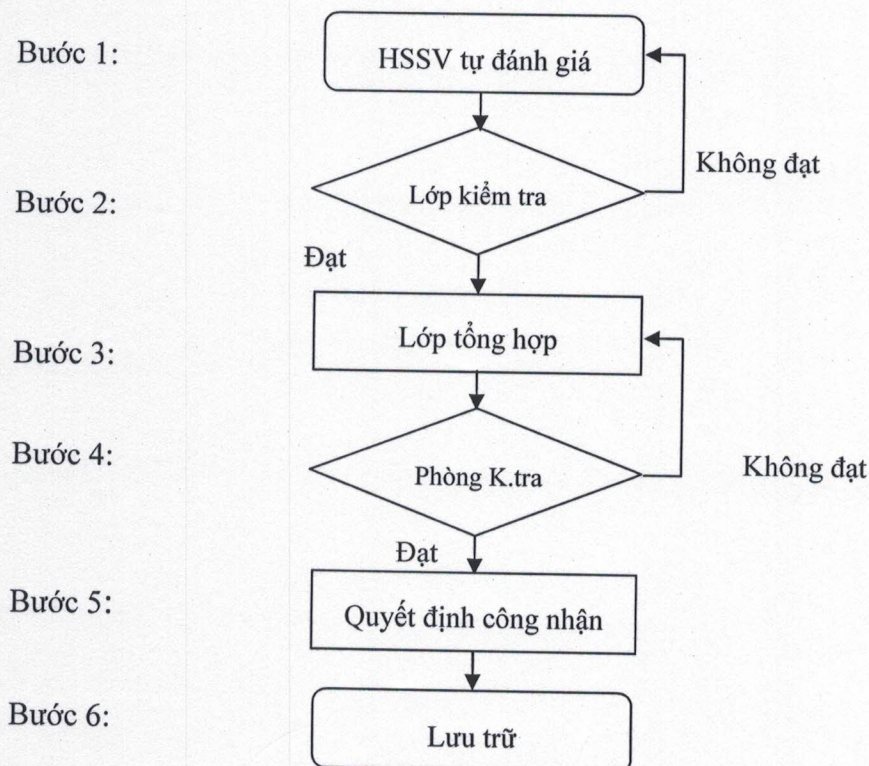 Bước 1:
HSSV tự đánh giá
Không đạt
Bước 2:
Lớp kiểm tra
Đạt
Bước 3:
Lớp tổng hợp
Bước 4:
Phòng K.tra
Không đạt
Đạt
Bước 5:
Quyết định công nhận
Bước 6:
Lưu trữ